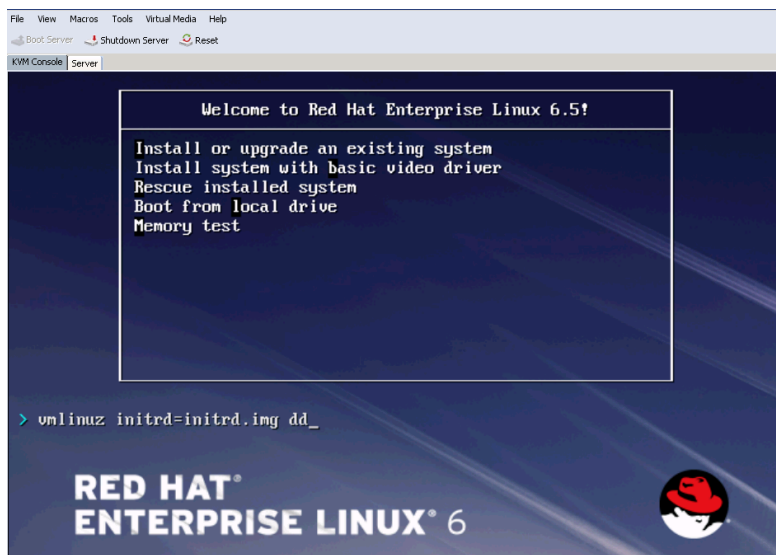 File View Macros Tools Virtual Media Help
Boot Server Shutdown Server Reset
KVM Console Server
Welcome to Red Hat Enterprise Linux 6.5!
Install or upgrade an existing system
Install system with basic video driver
Rescue installed system
Boot from local drive
Memory test
> vmlinuz initrd=initrd.img dd_
RED HAT®
ENTERPRISE LINUX® 6